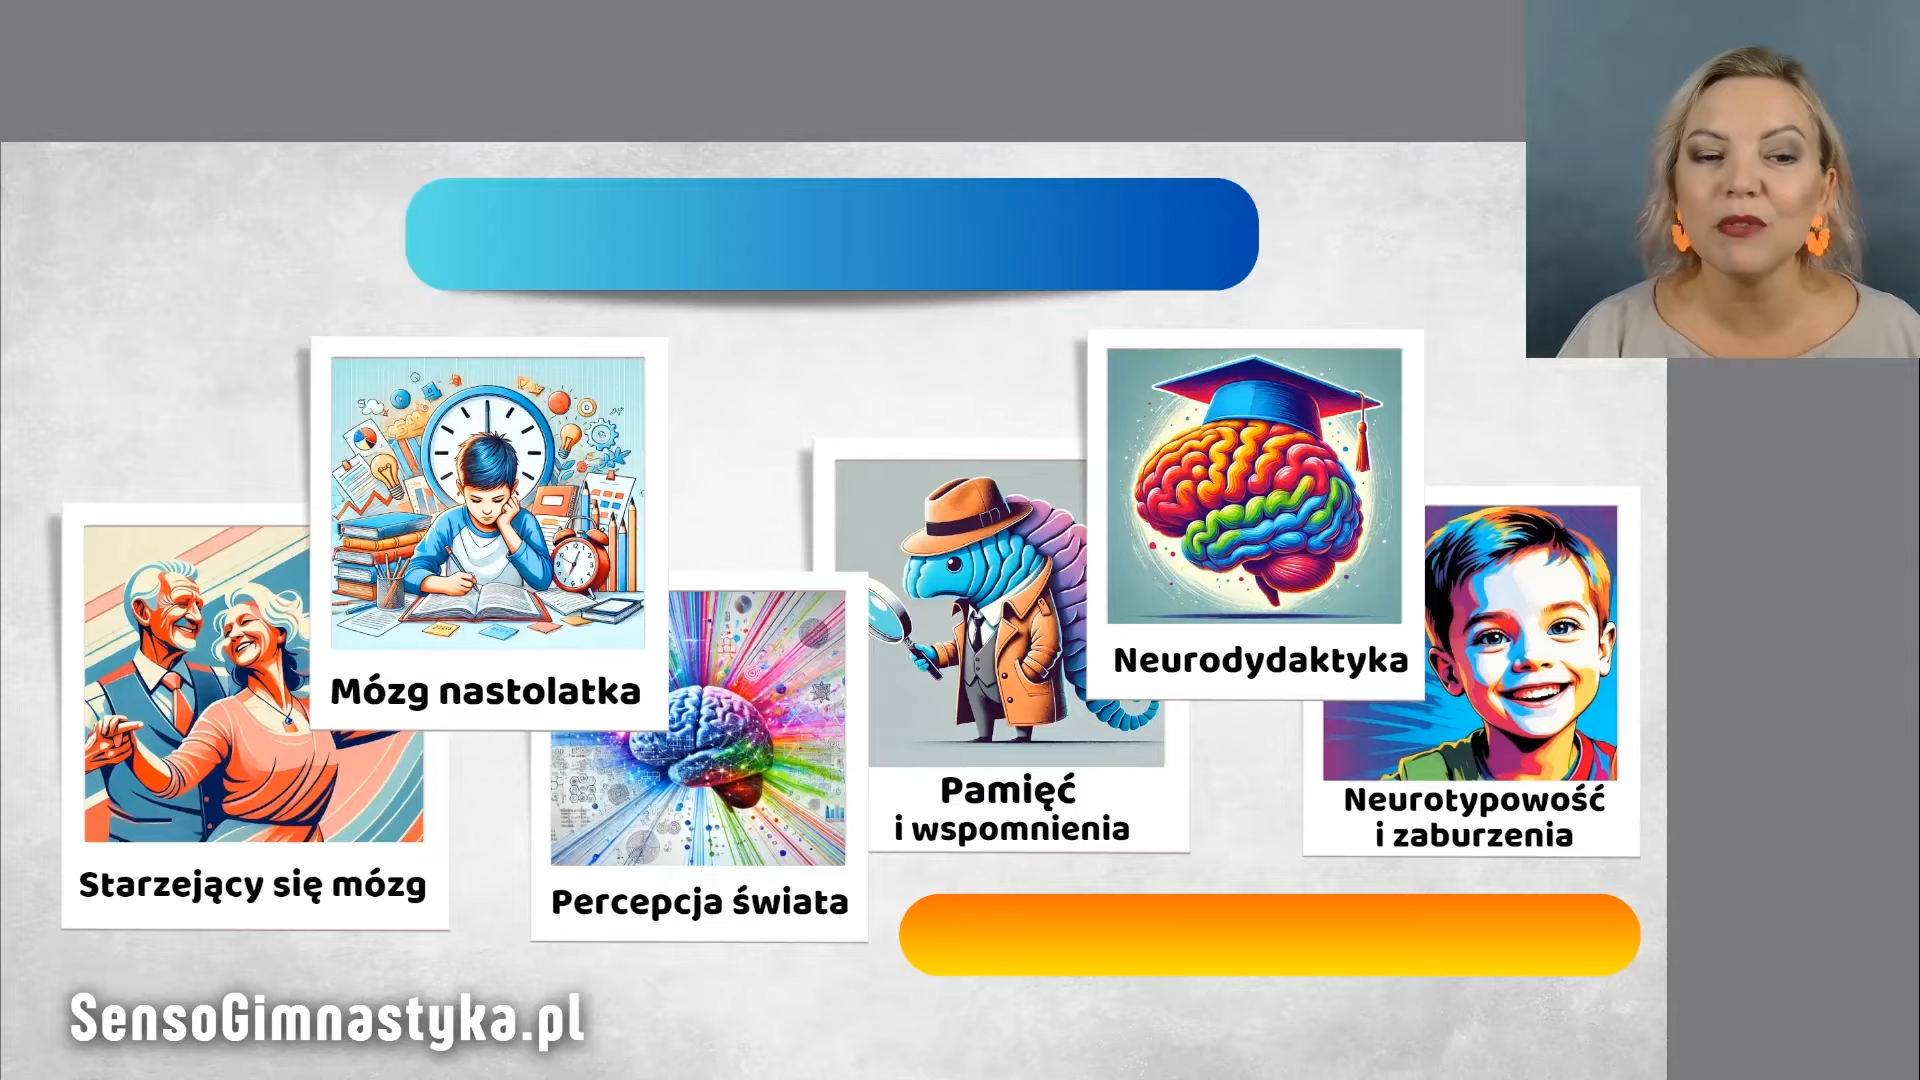 Mózg nastolatka
Neurodydaktyka
Pamięć
i wspomnienia
Neurotypowość
i zaburzenia
Starzejący się mózg
Percepcja świata
SensoGimnastyka.pl